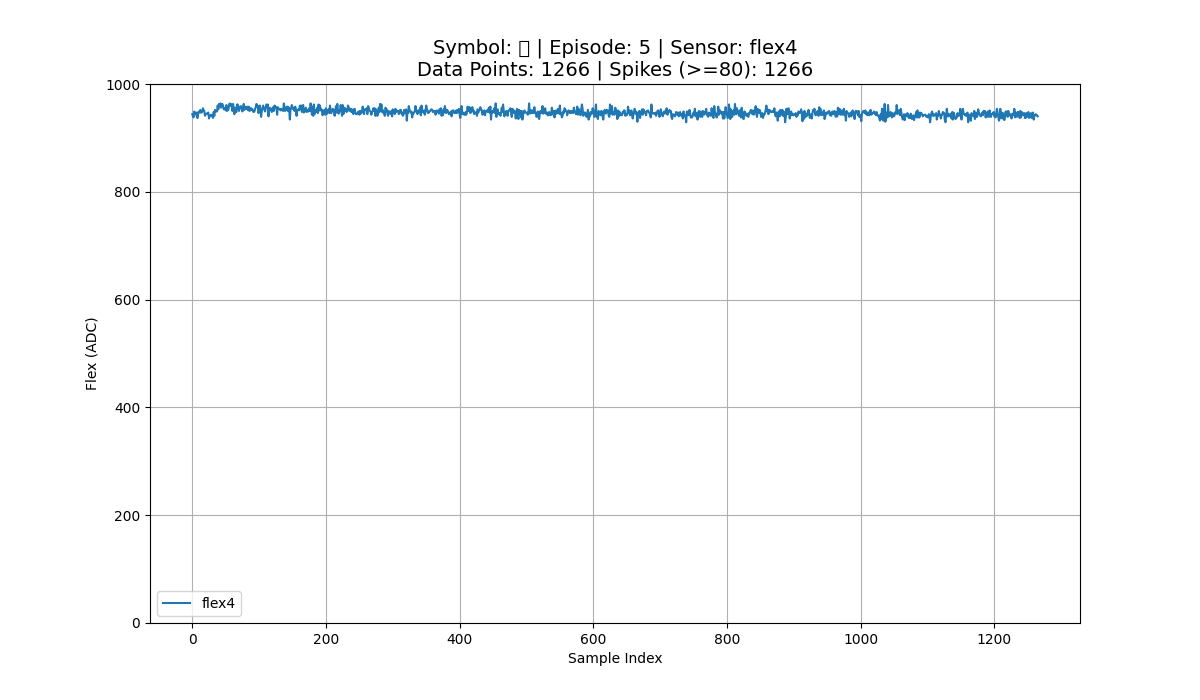 Symbol: | Episode: 5 | Sensor: flex4
Data Points: 1266 | Spikes (>=80): 1266
1000
800
600
400
200
0
Flex (ADC)
flex4
0 200 400 600 800 1000 1200
Sample Index